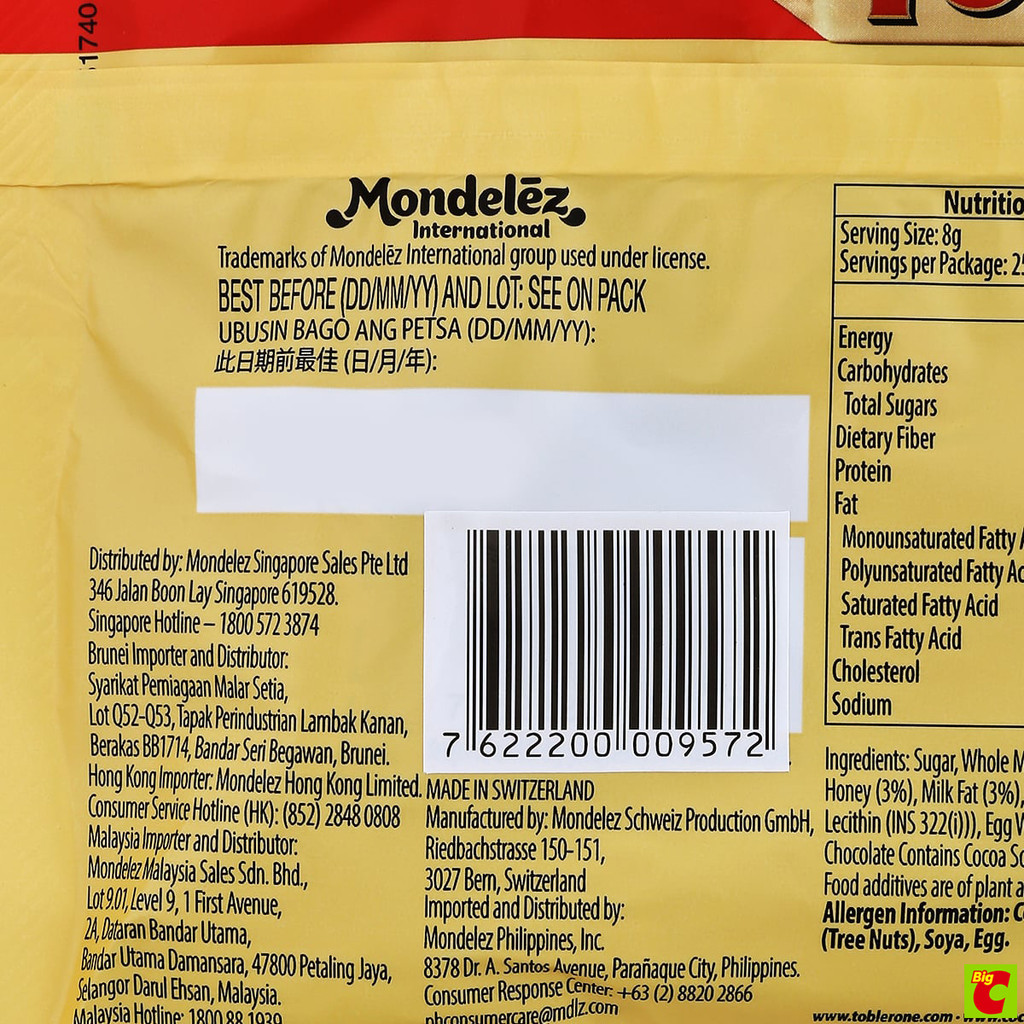 1740
Mondelēz
International
Trademarks of Mondelēz International group used under license.
BEST BEFORE (DD/MM/YY) AND LOT: SEE ON PACK
UBUSIN BAGO ANG PETSA (DD/MM/YY):
此日期前最佳 (日/月/年):
Distributed by: Mondelez Singapore Sales Pte Ltd
346 Jalan Boon Lay Singapore 619528.
Singapore Hotline – 1800 572 3874
Brunei Importer and Distributor:
Syarikat Perniagaan Malar Setia,
Lot Q52-Q53, Tapak Perindustrian Lambak Kanan,
Berakas BB1714, Bandar Seri Begawan, Brunei.
Hong Kong Importer: Mondelez Hong Kong Limited.
Consumer Service Hotline (HK): (852) 2848 0808
Malaysia Importer and Distributor:
Mondelez Malaysia Sales Sdn. Bhd.,
Lot 9.01, Level 9, 1 First Avenue,
2A, Dataran Bandar Utama,
Bandar Utama Damansara, 47800 Petaling Jaya,
Selangor Darul Ehsan, Malaysia.
Malaysia Hotline: 1800 88 1939
7 622200 009572
MADE IN SWITZERLAND
Manufactured by: Mondelez Schweiz Production GmbH,
Riedbachstrasse 150-151,
3027 Bern, Switzerland
Imported and Distributed by:
Mondelez Philippines, Inc.
8378 Dr. A. Santos Avenue, Parañaque City, Philippines.
Consumer Response Center: +63 (2) 8820 2866
phconsumercare@mdlz.com
Nutritio
Serving Size: 8g
Servings per Package: 25
Energy
Carbohydrates
Total Sugars
Dietary Fiber
Protein
Fat
Monounsaturated Fatty
Polyunsaturated Fatty Ac
Saturated Fatty Acid
Trans Fatty Acid
Cholesterol
Sodium
Ingredients: Sugar, Whole M
Honey (3%), Milk Fat (3%),
Lecithin (INS 322(i))), Egg W
Chocolate Contains Cocoa So
Food additives are of plant a
Allergen Information: C
(Tree Nuts), Soya, Egg.
www.toblerone.com -
Big C